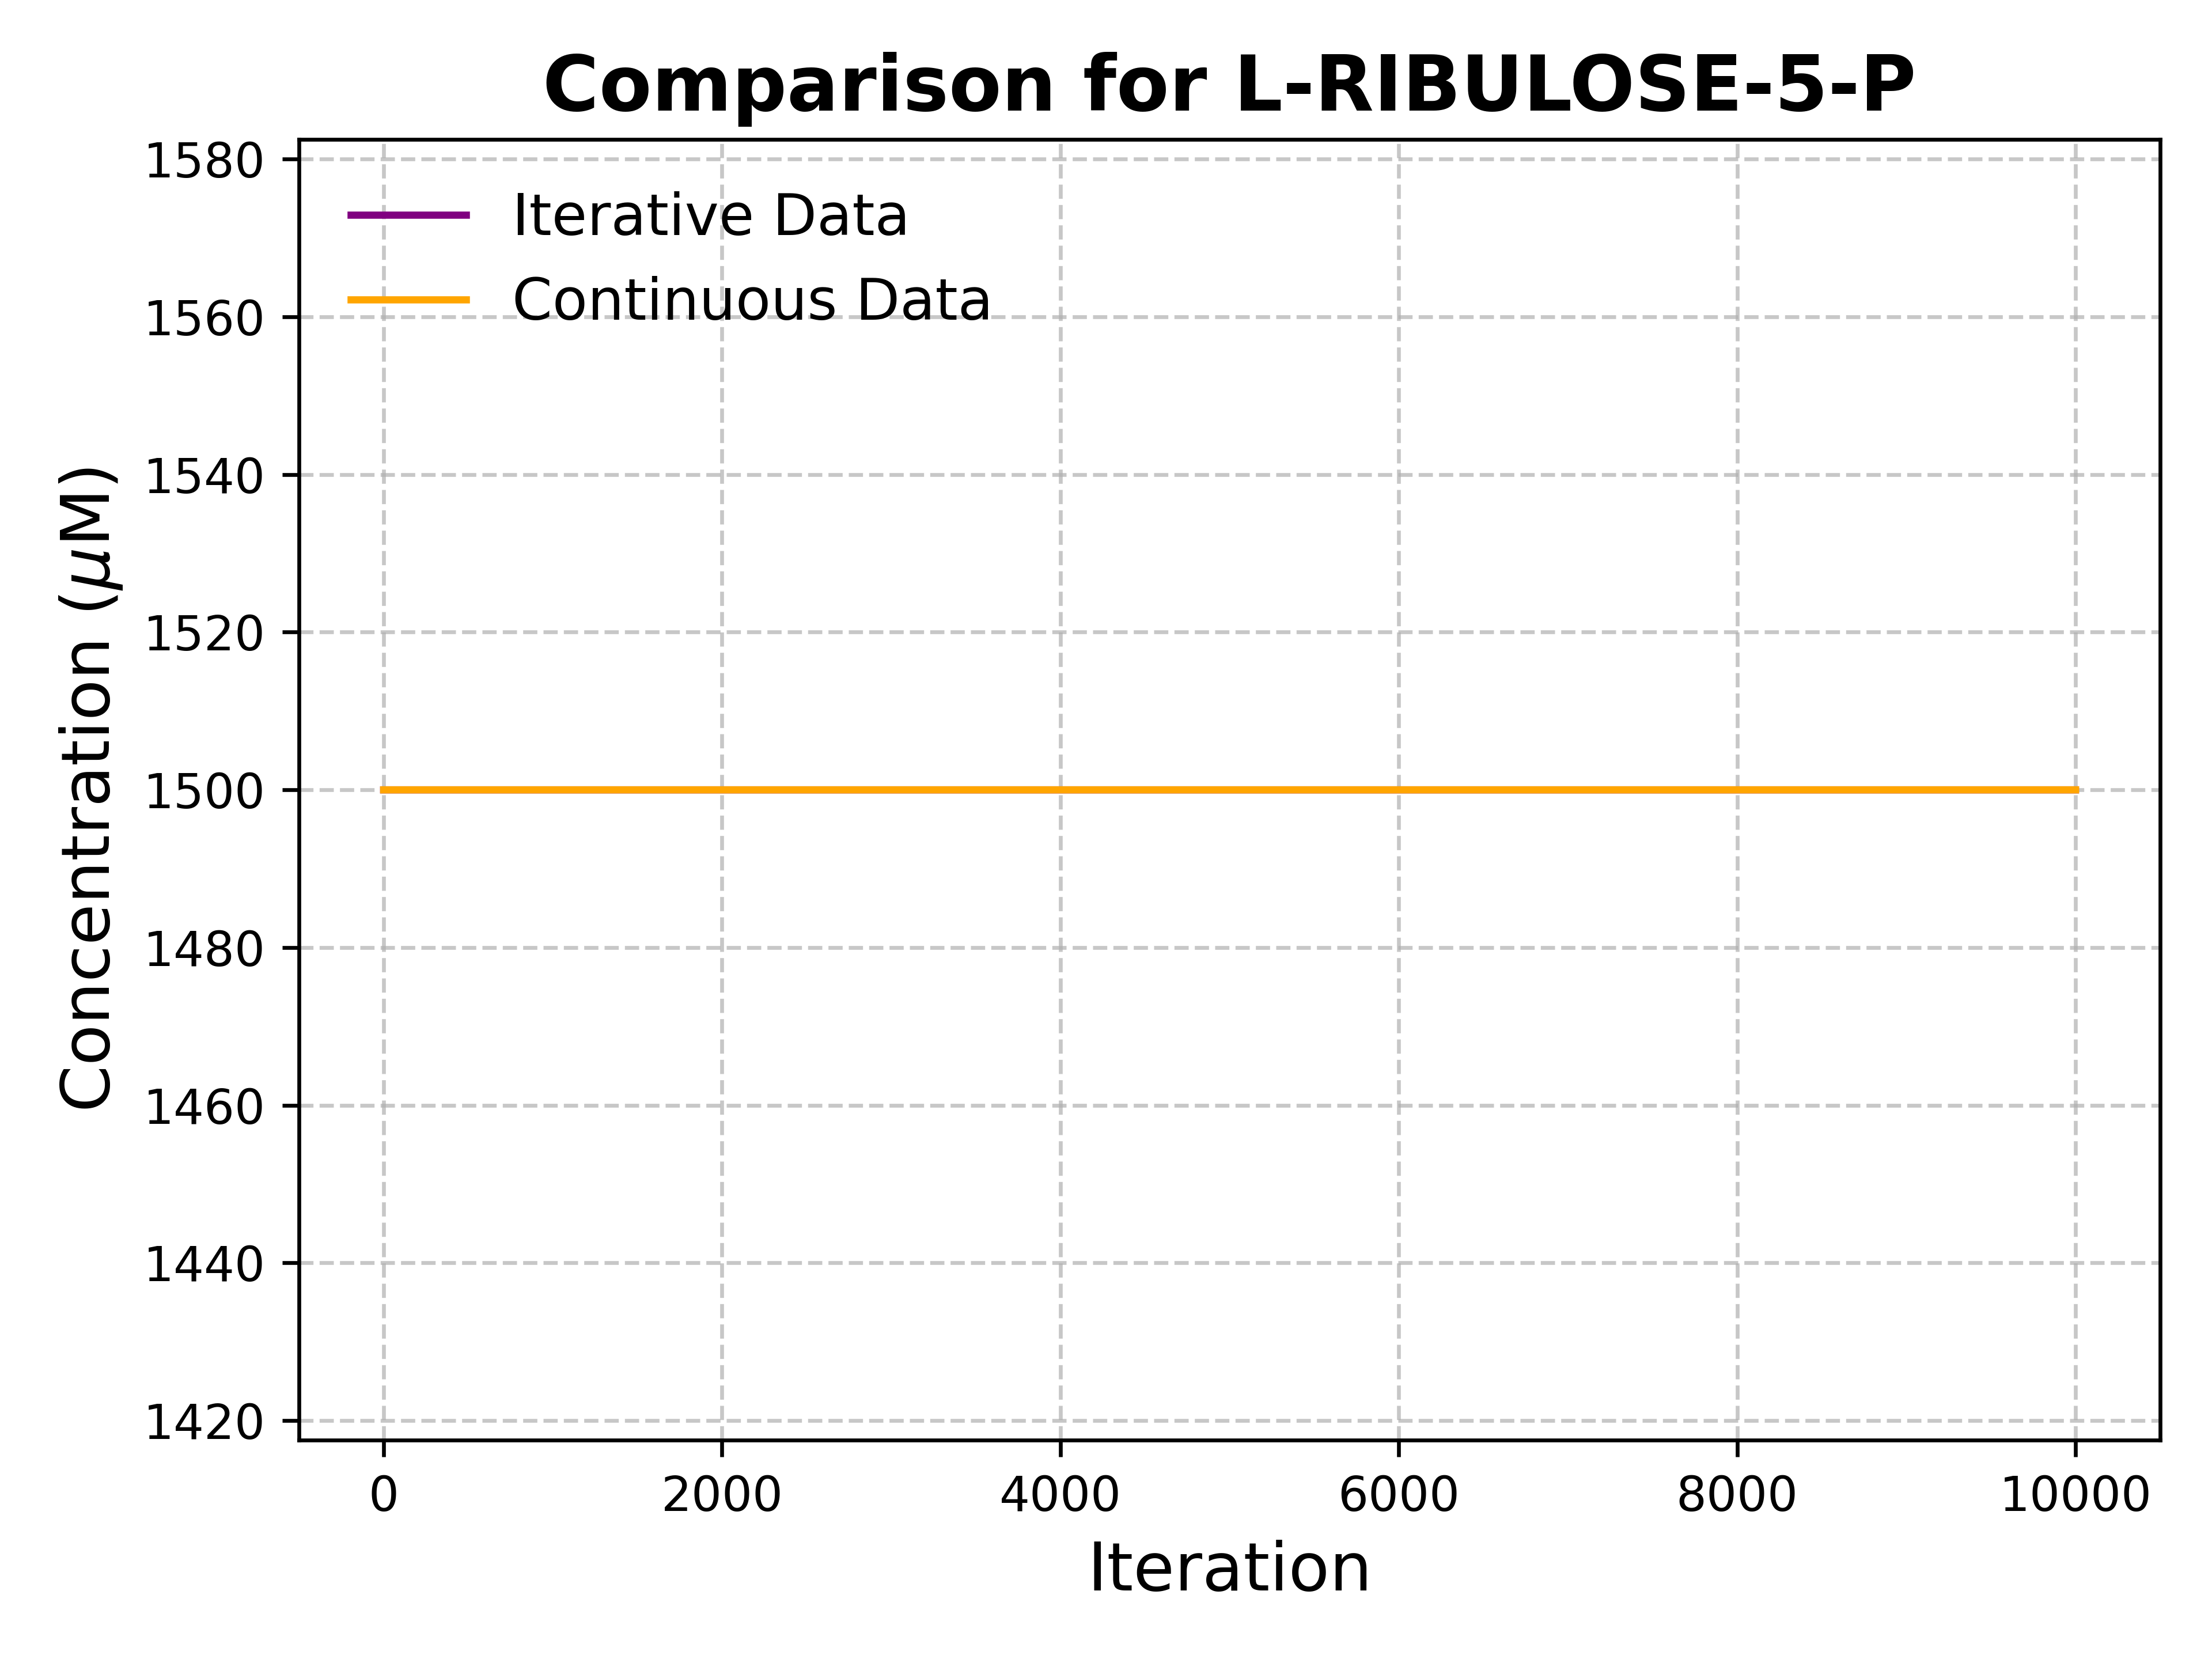 Comparison for L-RIBULOSE-5-P
Iterative Data
Continuous Data
Concentration (μM)
1580
1560
1540
1520
1500
1480
1460
1440
1420
0 2000 4000 6000 8000 10000
Iteration